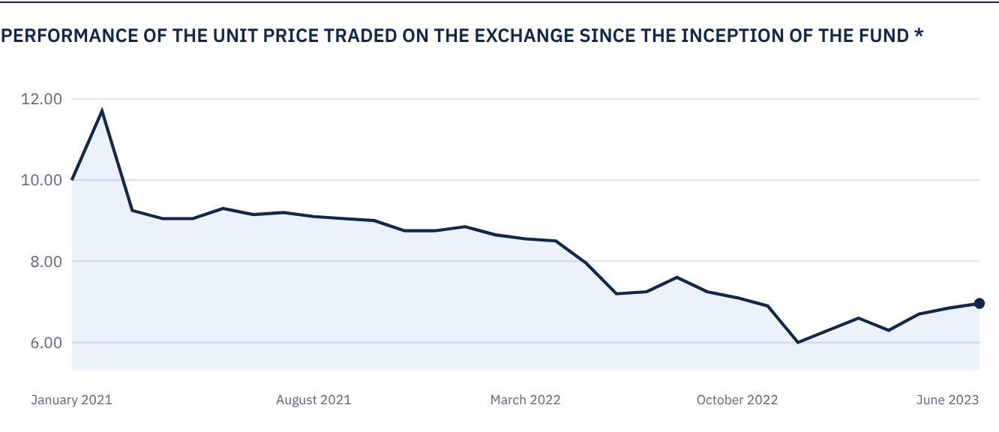 PERFORMANCE OF THE UNIT PRICE TRADED ON THE EXCHANGE SINCE THE INCEPTION OF THE FUND *
12.00
10.00
8.00
6.00
January 2021 August 2021 March 2022 October 2022 June 2023